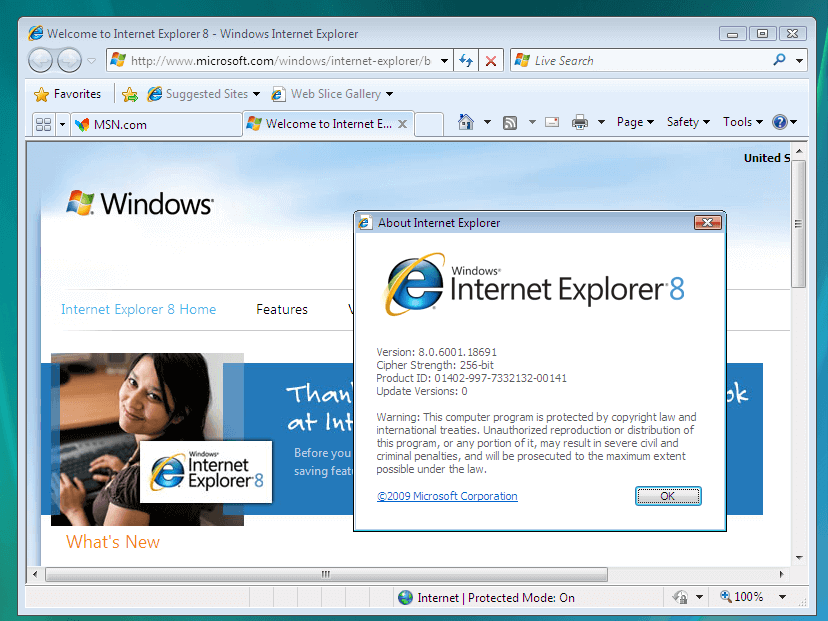 Welcome to Internet Explorer 8 - Windows Internet Explorer
http://www.microsoft.com/windows/internet-explorer/b
Live Search
Favorites
Suggested Sites
Web Slice Gallery
MSN.com
Welcome to Internet E...
Page
Safety
Tools
United S
Windows®
Internet Explorer 8 Home
Features
V
Thank
ok
at Int
Before you
saving featu
Windows®
Internet
Explorer 8
What's New
About Internet Explorer
Windows®
Internet Explorer® 8
Version: 8.0.6001.18691
Cipher Strength: 256-bit
Product ID: 01402-997-7332132-00141
Update Versions: 0
Warning: This computer program is protected by copyright law and
international treaties. Unauthorized reproduction or distribution of
this program, or any portion of it, may result in severe civil and
criminal penalties, and will be prosecuted to the maximum extent
possible under the law.
©2009 Microsoft Corporation
OK
Internet | Protected Mode: On
100%